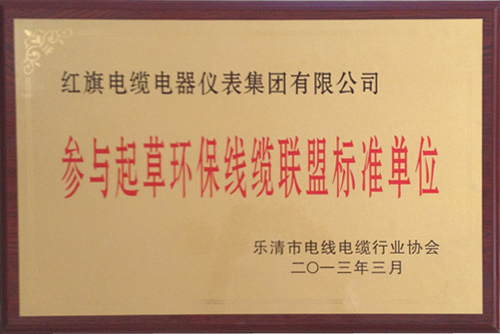 红旗电缆电器仪表集团有限公司
参与起草环保线缆联盟标准单位
乐清市电线电缆行业协会
二〇一三年三月